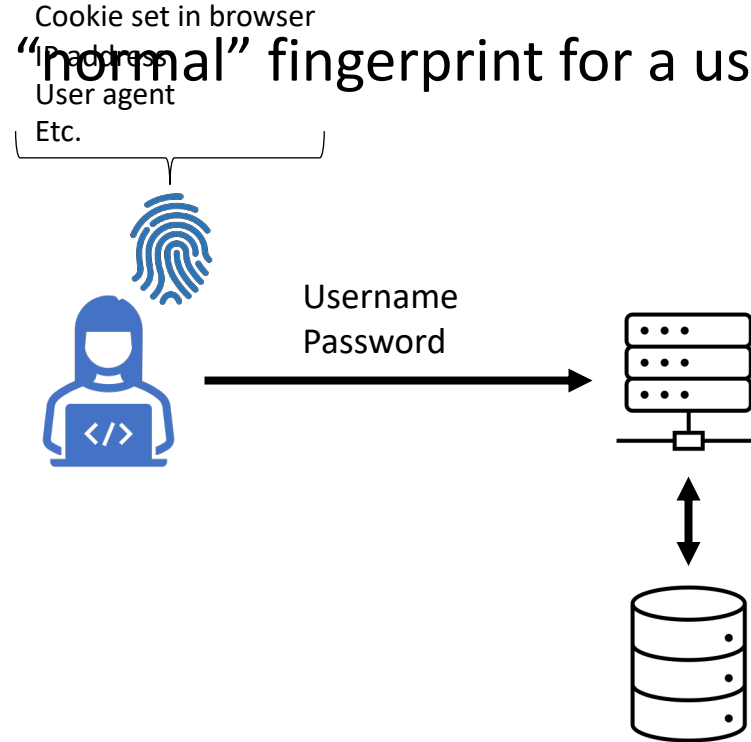 Cookie set in browser
“normal” fingerprint for a us
IP address
User agent
Etc.
Username
Password
</>